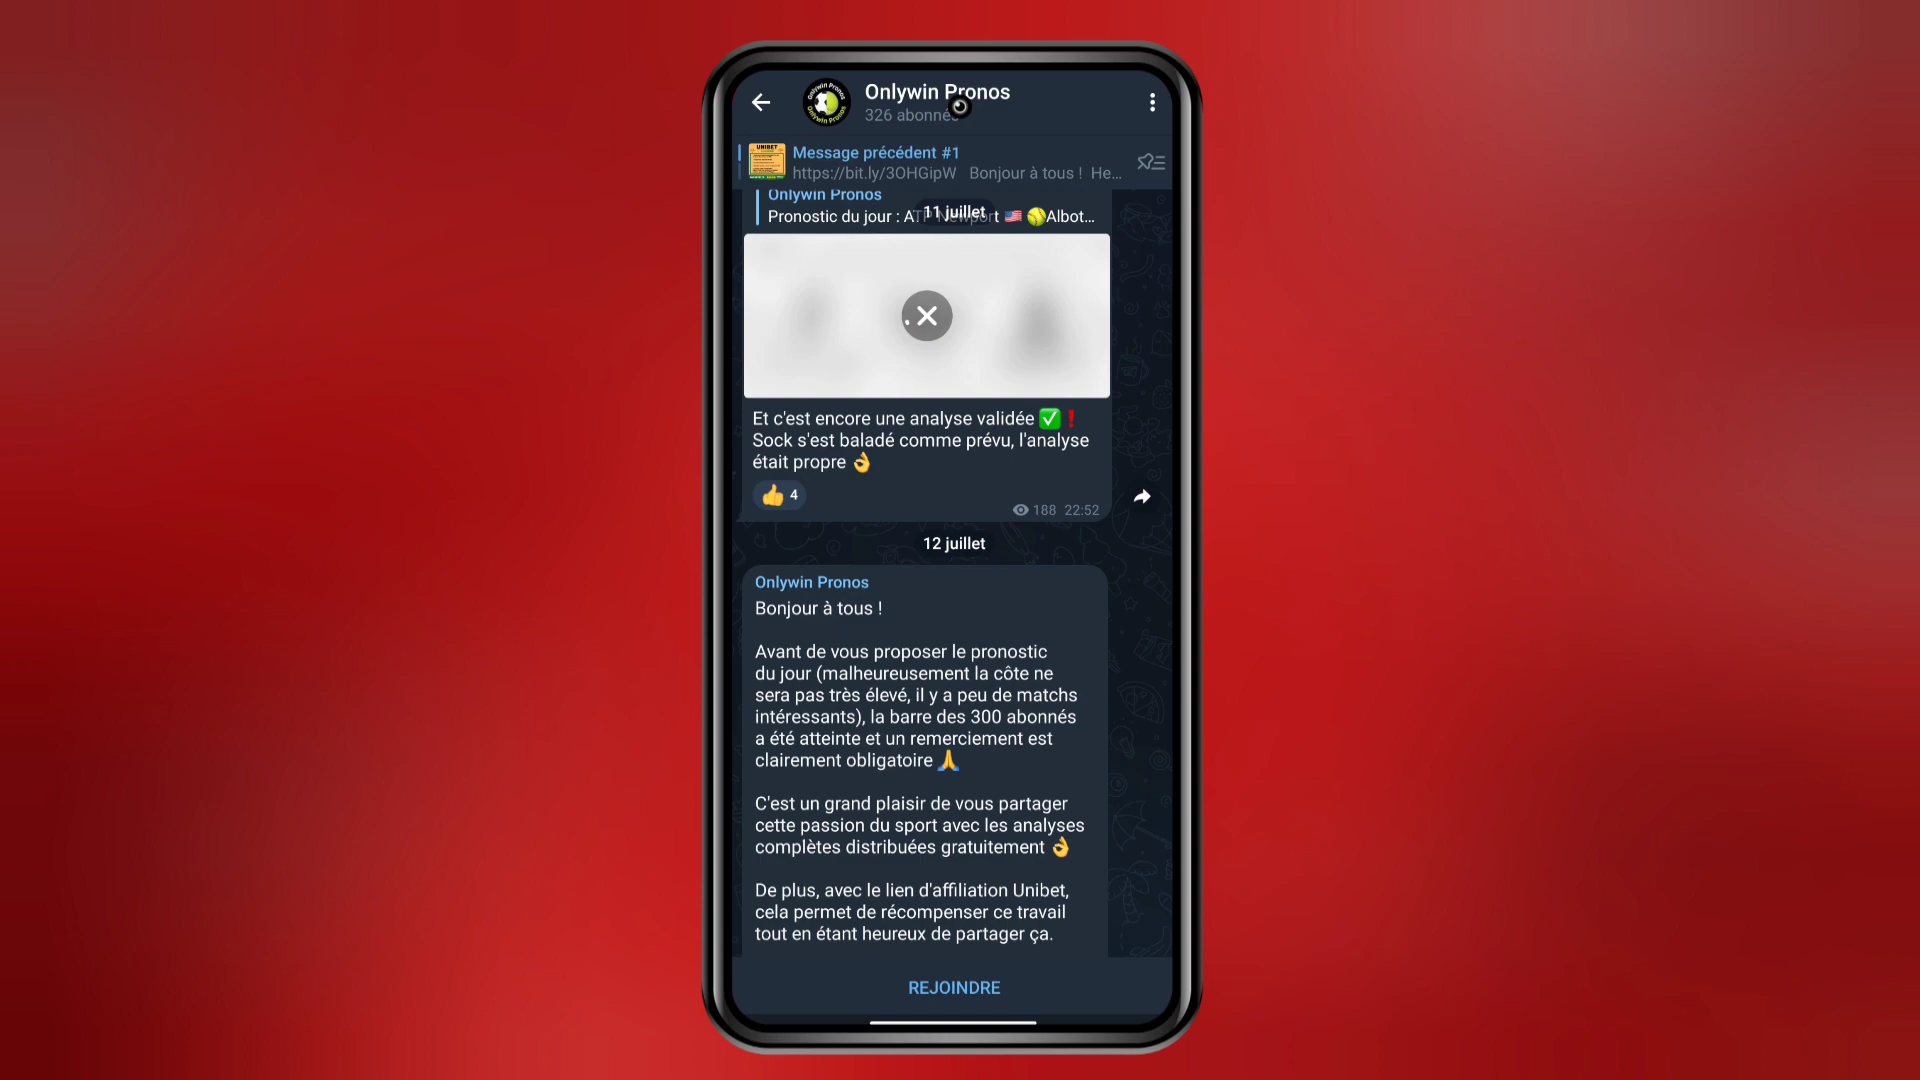 Onlywin Pronos
326 abonnés
Onlywin Pronos
Onlywin Pronos
UNIBET
Message précédent #1
https://bit.ly/3OHGipW Bonjour à tous ! He…
Onlywin Pronos
Pronostic du jour : ATP Newport 🇺🇸 🥎Albot...
11 juillet
Et c'est encore une analyse validée ✅❗
Sock s'est baladé comme prévu, l'analyse
était propre 👌
👍 4
188 22:52
12 juillet
Onlywin Pronos
Bonjour à tous !
Avant de vous proposer le pronostic
du jour (malheureusement la côte ne
sera pas très élevé, il y a peu de matchs
intéressants), la barre des 300 abonnés
a été atteinte et un remerciement est
clairement obligatoire 🙏
C'est un grand plaisir de vous partager
cette passion du sport avec les analyses
complètes distribuées gratuitement 👌
De plus, avec le lien d'affiliation Unibet,
cela permet de récompenser ce travail
tout en étant heureux de partager ça.
REJOINDRE